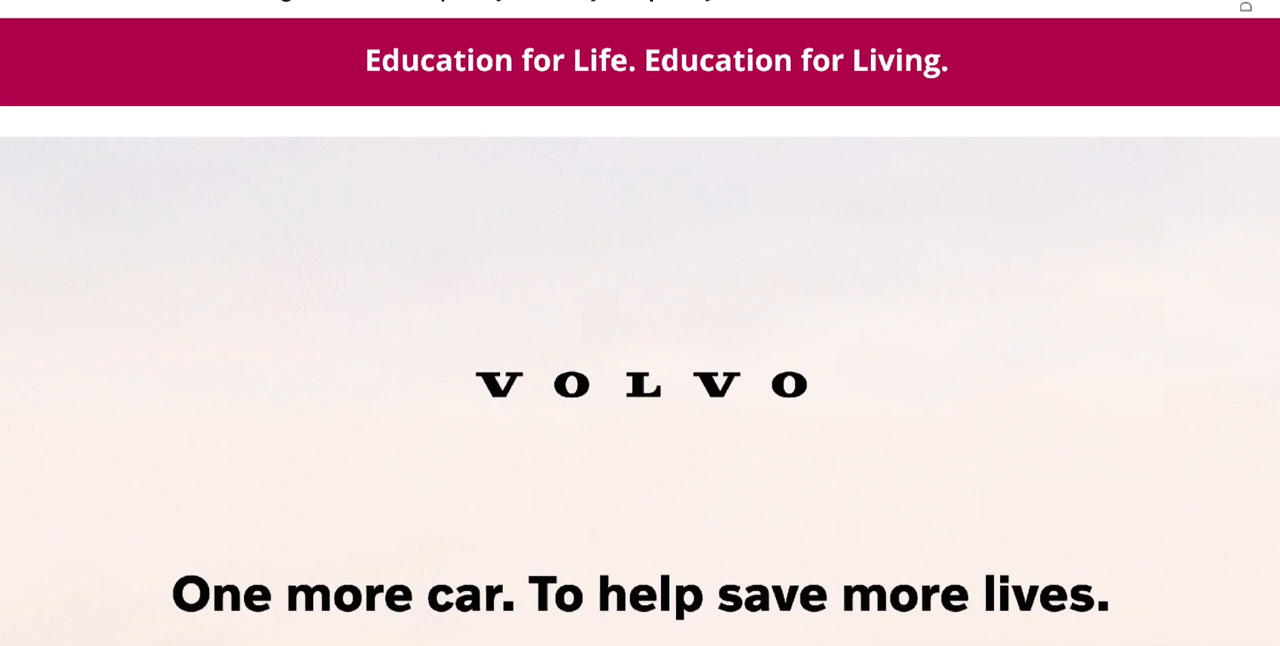 Education for Life. Education for Living.
VOLVO
One more car. To help save more lives.